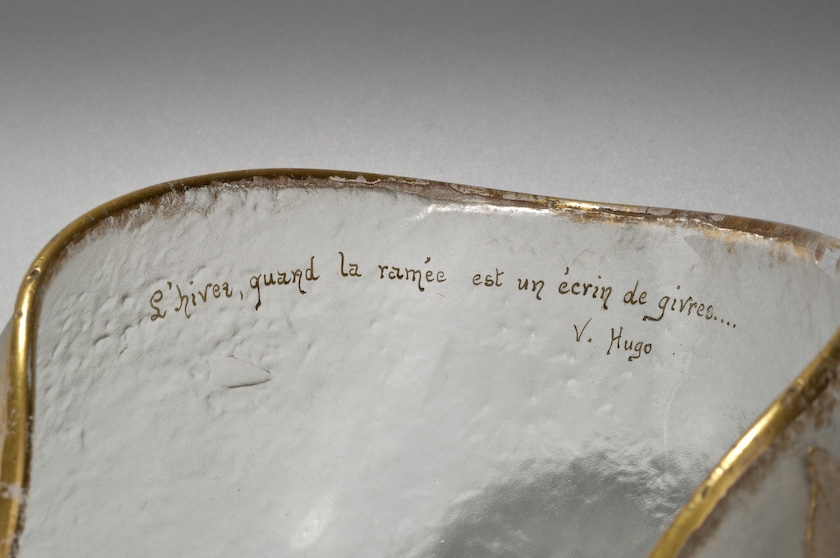 L'hiver, quand la ramée est un écrin de givres....
V. Hugo